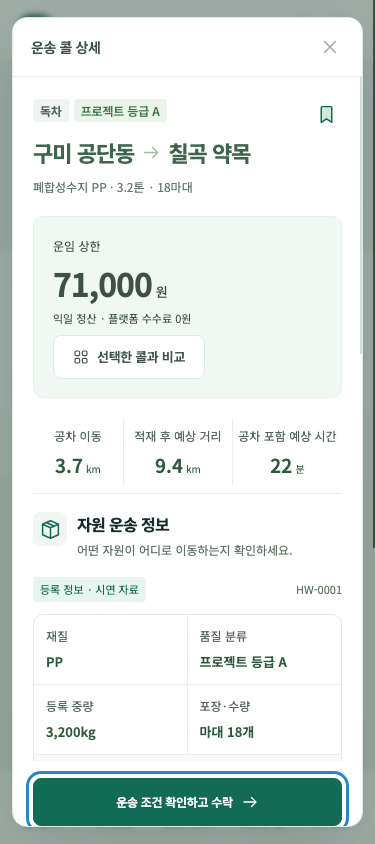 운송 콜 상세
독차 프로젝트 등급 A
구미 공단동 → 칠곡 약목
폐합성수지 PP · 3.2톤 · 18마대
운임 상한
71,000 원
익일 정산 · 플랫폼 수수료 0원
선택한 콜과 비교
공차 이동 적재 후 예상 거리 공차 포함 예상 시간
3.7 km 9.4 km 22 분
자원 운송 정보
어떤 자원이 어디로 이동하는지 확인하세요.
등록 정보 · 시연 자료 HW-0001
재질 품질 분류
PP 프로젝트 등급 A
등록 중량 포장·수량
3,200kg 마대 18개
운송 조건 확인하고 수락 →